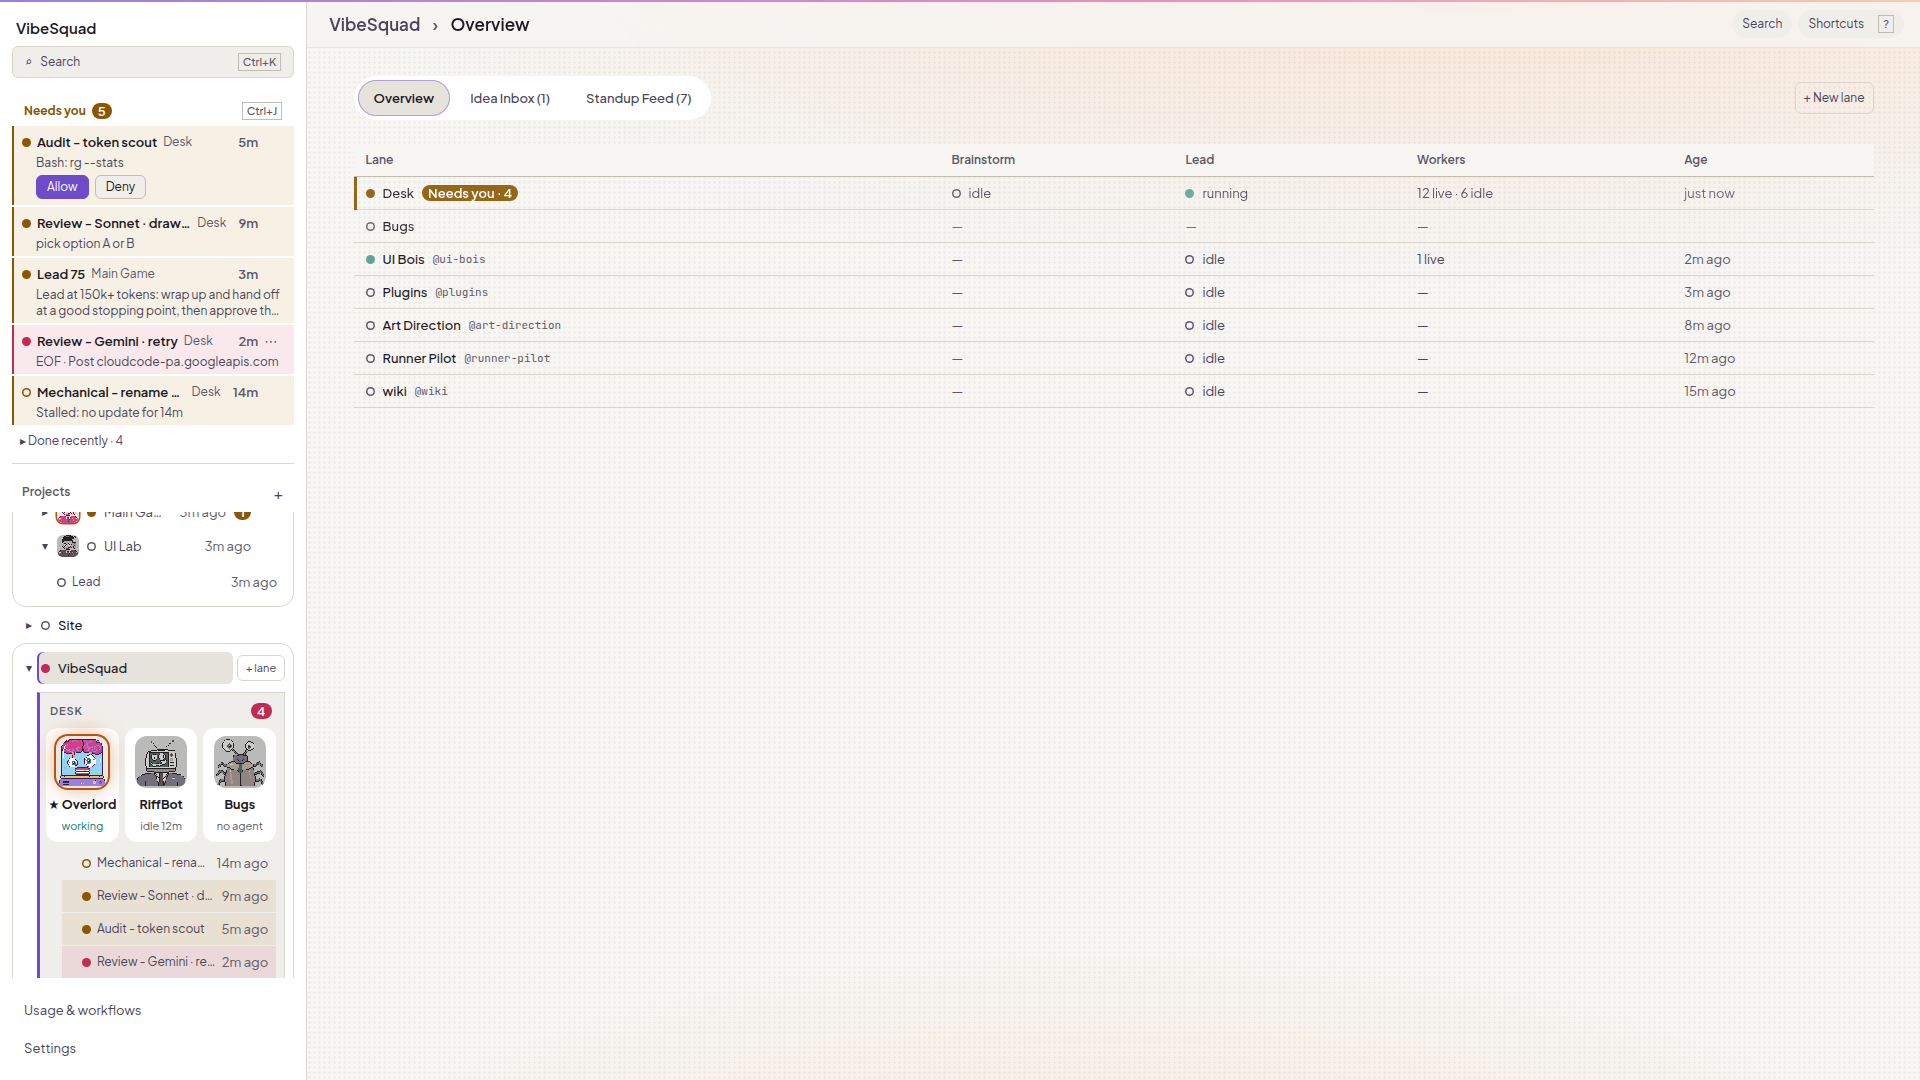 VibeSquad
Search Ctrl+K
Needs you 5 Ctrl+J
Audit – token scout Desk 5m
Bash: rg --stats
Allow Deny
Review – Sonnet · draw… Desk 9m
pick option A or B
Lead 75 Main Game 3m
Lead at 150k+ tokens: wrap up and hand off
at a good stopping point, then approve th…
Review – Gemini · retry Desk 2m ⋯
EOF · Post cloudcode-pa.googleapis.com
Mechanical – rename … Desk 14m
Stalled: no update for 14m
▸ Done recently · 4
Projects +
Main Ga… 3m ago 1
UI Lab 3m ago
Lead 3m ago
Site
VibeSquad + lane
DESK 4
★ Overlord RiffBot Bugs
working idle 12m no agent
Mechanical – rena… 14m ago
Review – Sonnet · d… 9m ago
Audit – token scout 5m ago
Review – Gemini · re… 2m ago
Usage & workflows
Settings
VibeSquad › Overview Search Shortcuts ?
Overview Idea Inbox (1) Standup Feed (7) + New lane
Lane Brainstorm Lead Workers Age
Desk Needs you · 4 idle running 12 live · 6 idle just now
Bugs — — —
UI Bois @ui-bois — idle 1 live 2m ago
Plugins @plugins — idle — 3m ago
Art Direction @art-direction — idle — 8m ago
Runner Pilot @runner-pilot — idle — 12m ago
wiki @wiki — idle — 15m ago